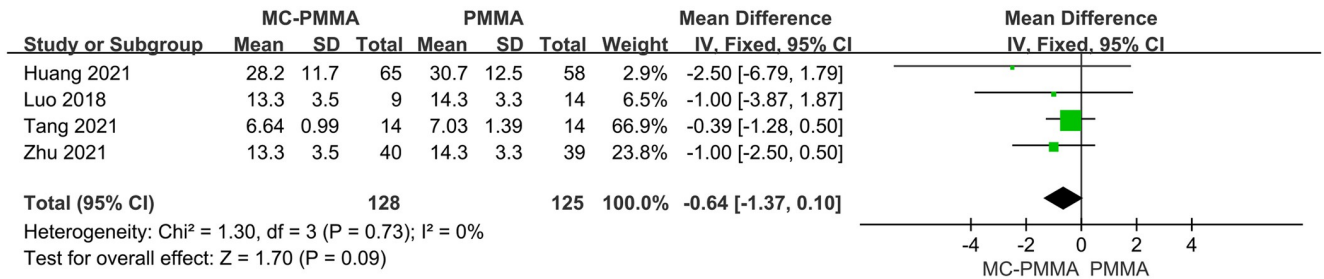 MC-PMMA PMMA Mean Difference Mean Difference
Study or Subgroup Mean SD Total Mean SD Total Weight IV, Fixed, 95% CI IV, Fixed, 95% CI
Huang 2021 28.2 11.7 65 30.7 12.5 58 2.9% -2.50 [-6.79, 1.79]
Luo 2018 13.3 3.5 9 14.3 3.3 14 6.5% -1.00 [-3.87, 1.87]
Tang 2021 6.64 0.99 14 7.03 1.39 14 66.9% -0.39 [-1.28, 0.50]
Zhu 2021 13.3 3.5 40 14.3 3.3 39 23.8% -1.00 [-2.50, 0.50]
Total (95% CI) 128 125 100.0% -0.64 [-1.37, 0.10]
Heterogeneity: Chi² = 1.30, df = 3 (P = 0.73); I² = 0%
Test for overall effect: Z = 1.70 (P = 0.09)
-4 -2 0 2 4
MC-PMMA PMMA